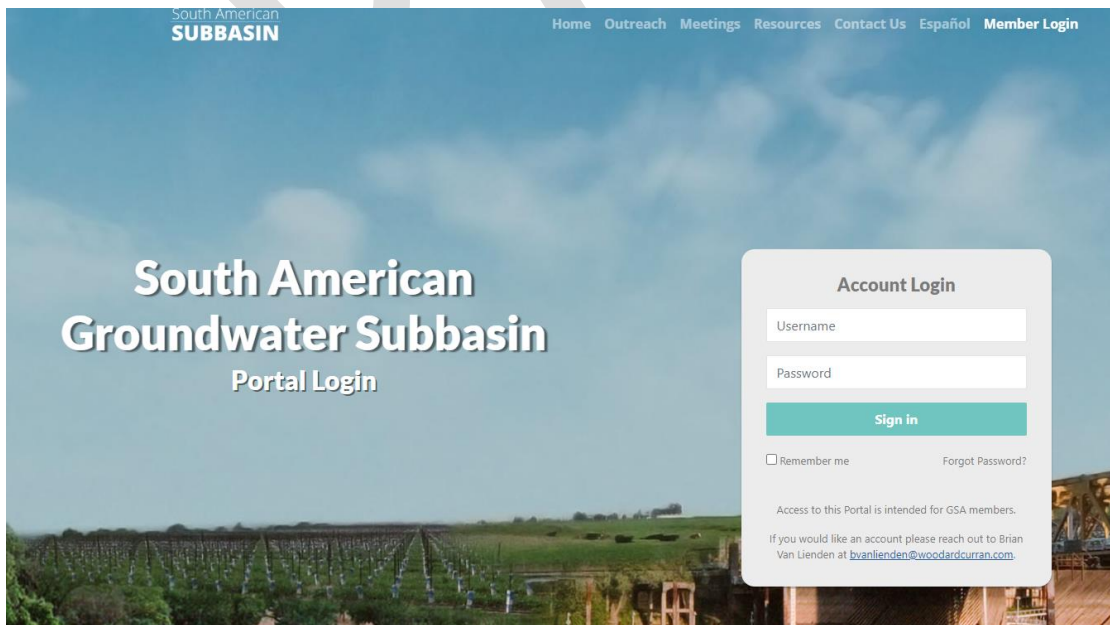 South American
SUBBASIN
Home Outreach Meetings Resources Contact Us Español Member Login
South American
Groundwater Subbasin
Portal Login
Account Login
Username
Password
Sign in
Remember me Forgot Password?
Access to this Portal is intended for GSA members.
If you would like an account please reach out to Brian
Van Lienden at bvanlienden@woodardcurran.com.